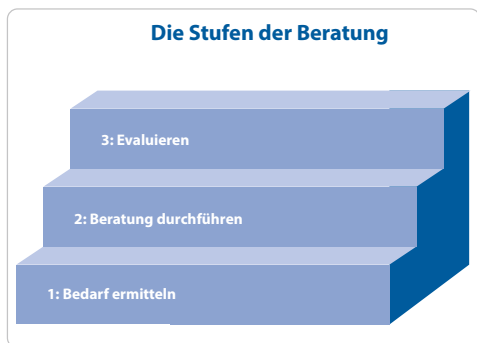 Die Stufen der Beratung
3: Evaluieren
2: Beratung durchführen
1: Bedarf ermitteln